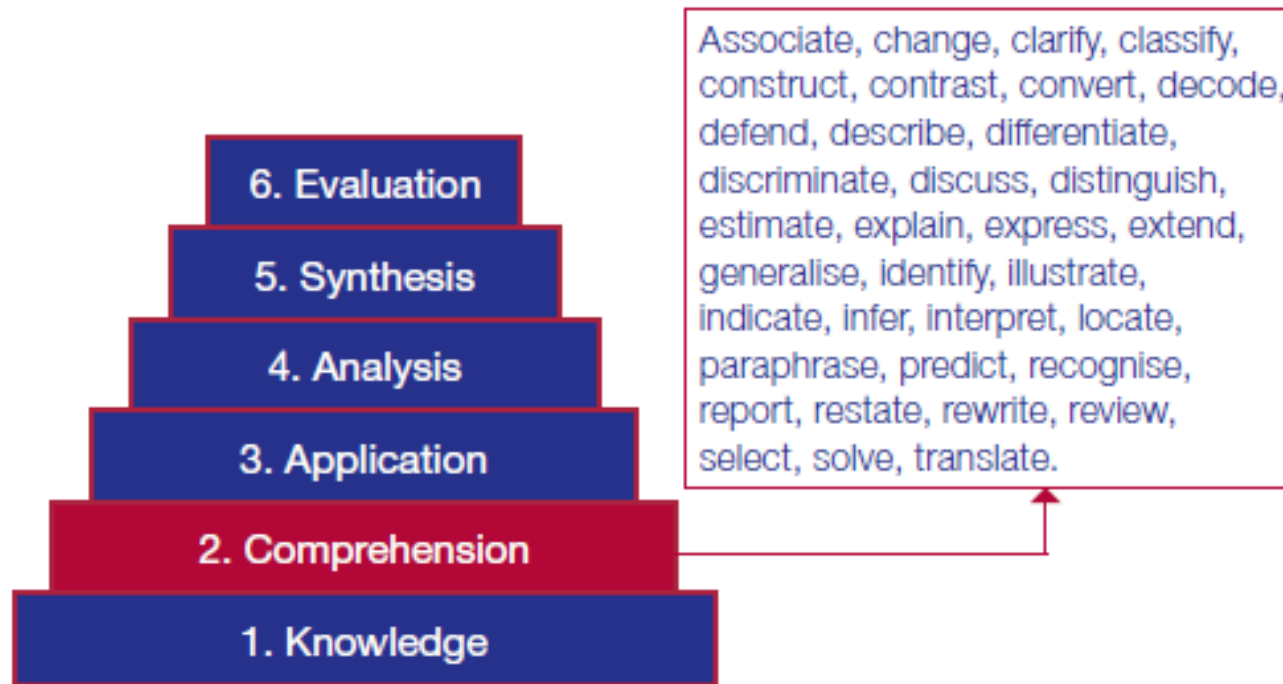 Associate, change, clarify, classify,
construct, contrast, convert, decode,
defend, describe, differentiate,
discriminate, discuss, distinguish,
estimate, explain, express, extend,
generalise, identify, illustrate,
indicate, infer, interpret, locate,
paraphrase, predict, recognise,
report, restate, rewrite, review,
select, solve, translate.
6. Evaluation
5. Synthesis
4. Analysis
3. Application
2. Comprehension
1. Knowledge